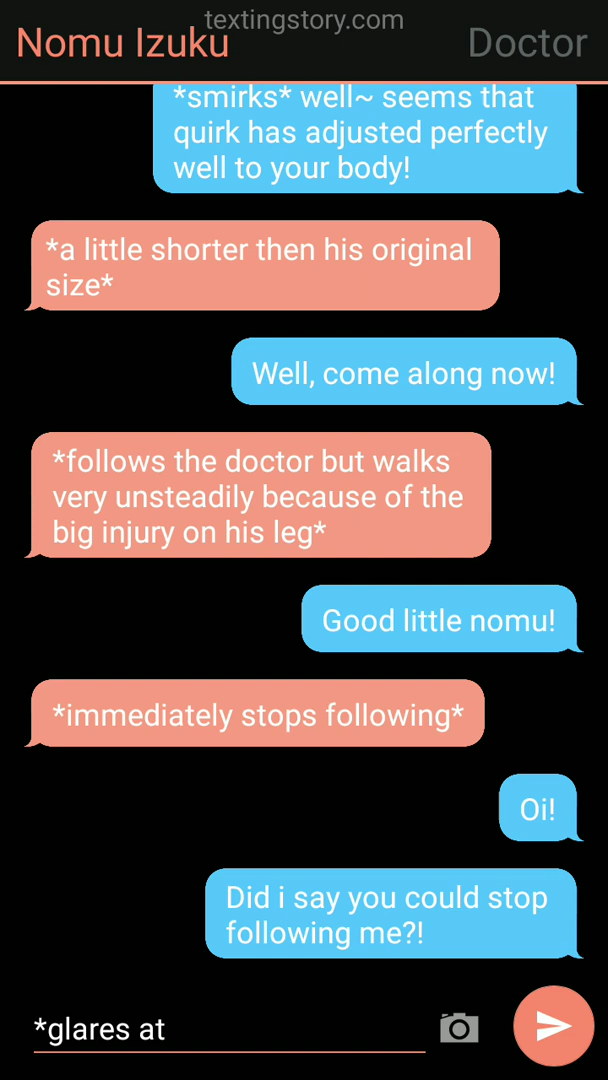 textingstory.com
Nomu Izuku
Doctor
*smirks* well~ seems that
quirk has adjusted perfectly
well to your body!
*a little shorter then his original
size*
Well, come along now!
*follows the doctor but walks
very unsteadily because of the
big injury on his leg*
Good little nomu!
*immediately stops following*
Oi!
Did i say you could stop
following me?!
*glares at